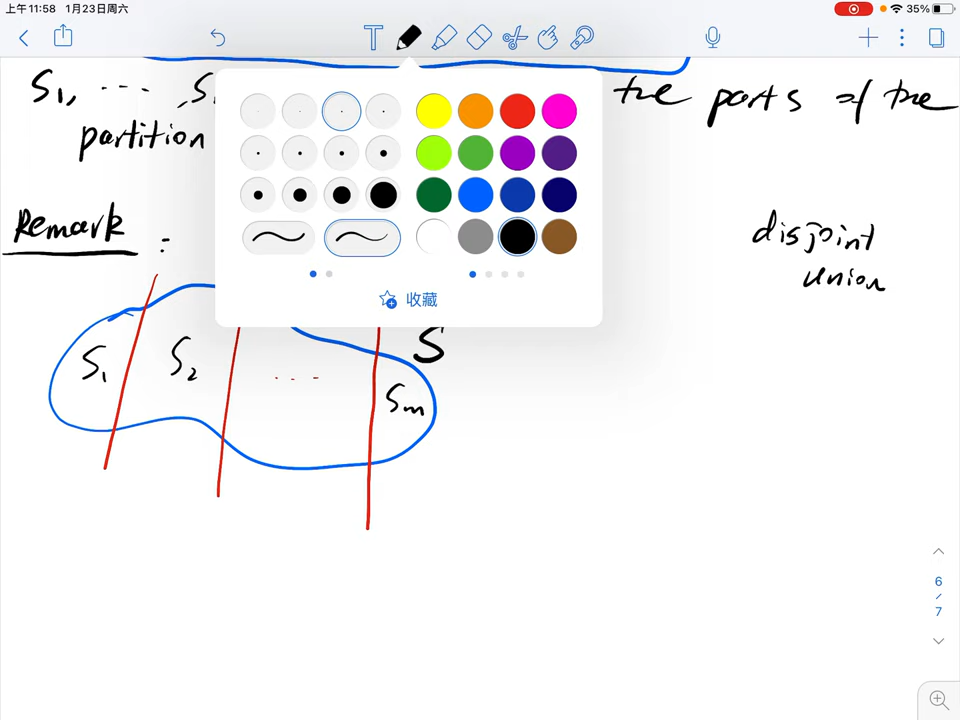 上午11:58 1月23日周六
35%
S1, ... , S1 the parts of the
partition
Remark :
disjoint
union
收藏
S1 S2 ... Sm S
6
/
7